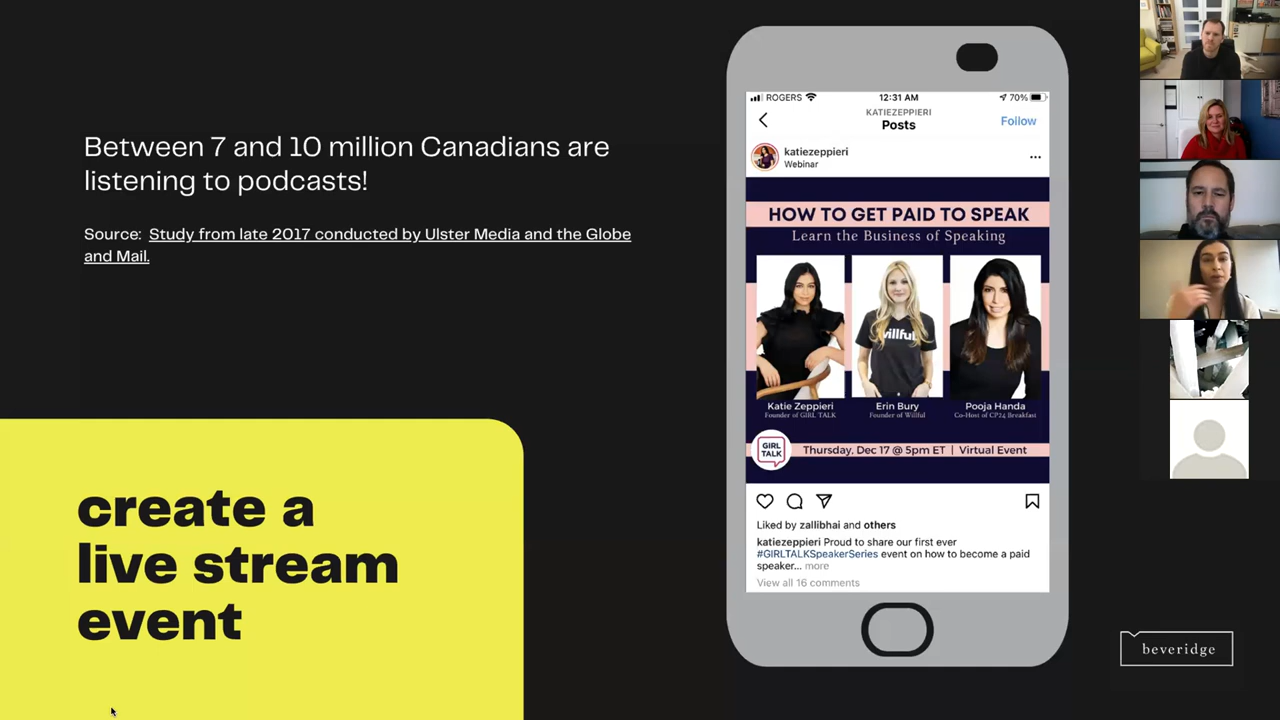 Between 7 and 10 million Canadians are
listening to podcasts!
Source: Study from late 2017 conducted by Ulster Media and the Globe
and Mail.
create a
live stream
event
ROGERS 12:31 AM 70%
KATIEZEPPIERI
Posts
Follow
katiezeppieri
Webinar
HOW TO GET PAID TO SPEAK
Learn the Business of Speaking
willful
Katie Zeppieri
Founder of GIRL TALK
Erin Bury
Founder of Willful
Pooja Handa
Co-Host of CP24 Breakfast
GIRL
TALK
Thursday, Dec 17 @ 5pm ET | Virtual Event
Liked by zallibhai and others
katiezeppieri Proud to share our first ever
#GIRLTALKSpeakerSeries event on how to become a paid
speaker... more
View all 16 comments
beveridge